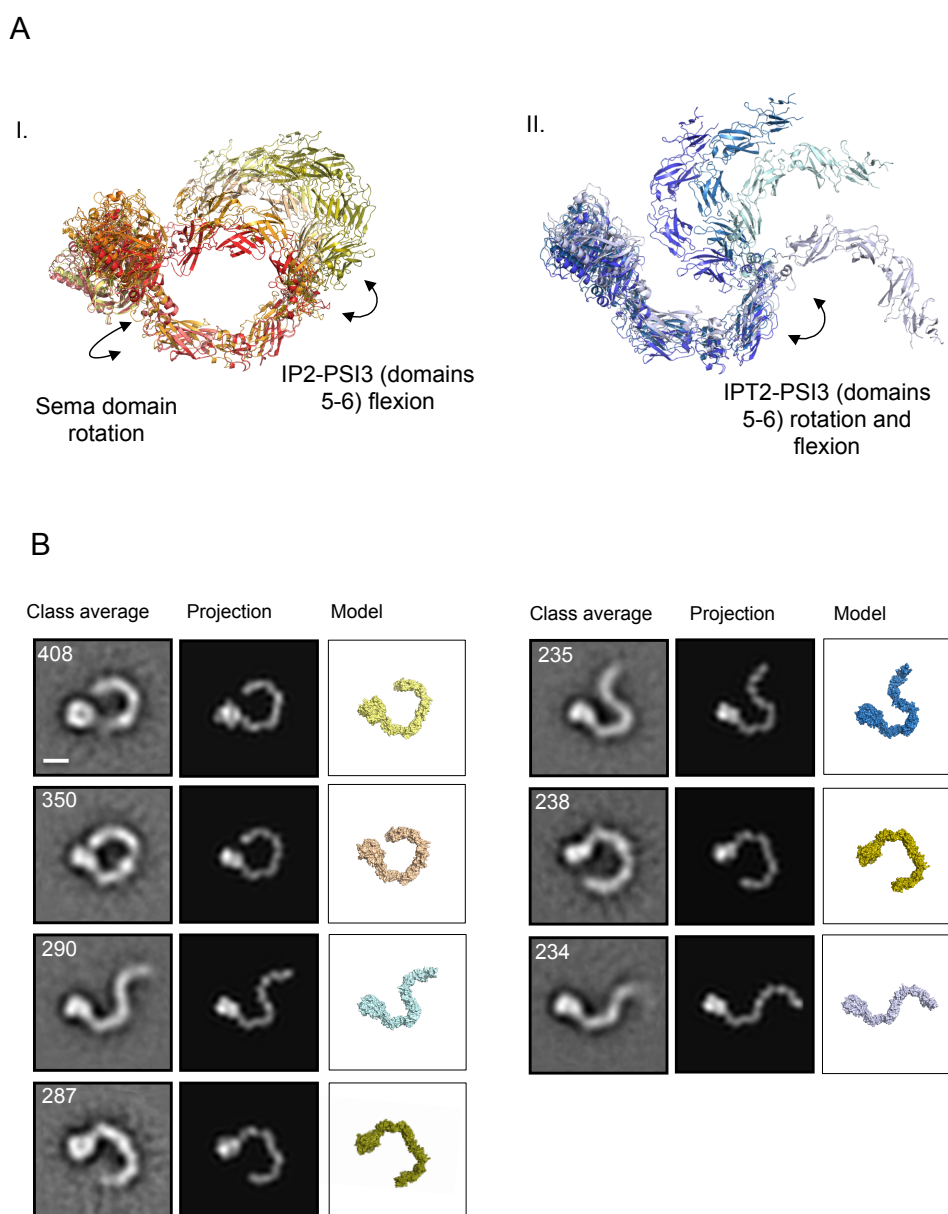 A
I.
Sema domain
rotation
IP2-PSI3 (domains
5-6) flexion
II.
IPT2-PSI3 (domains
5-6) rotation and
flexion
B
Class average Projection Model
408
350
290
287
Class average Projection Model
235
238
234